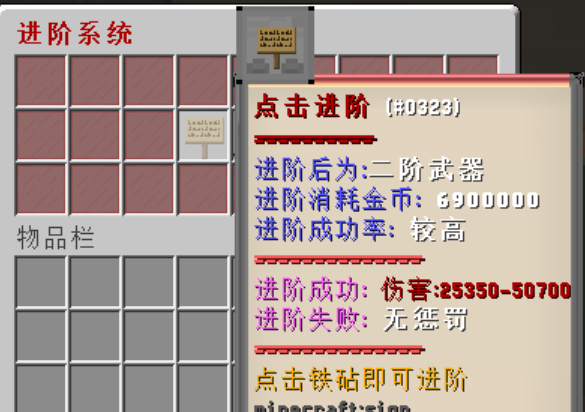 进阶系统
点击进阶 (#0323)
进阶后为:二阶武器
进阶消耗金币: 6900000
进阶成功率: 较高
物品栏
进阶成功: 伤害:25350-50700
进阶失败: 无惩罚
点击铁砧即可进阶
minecraft:sign